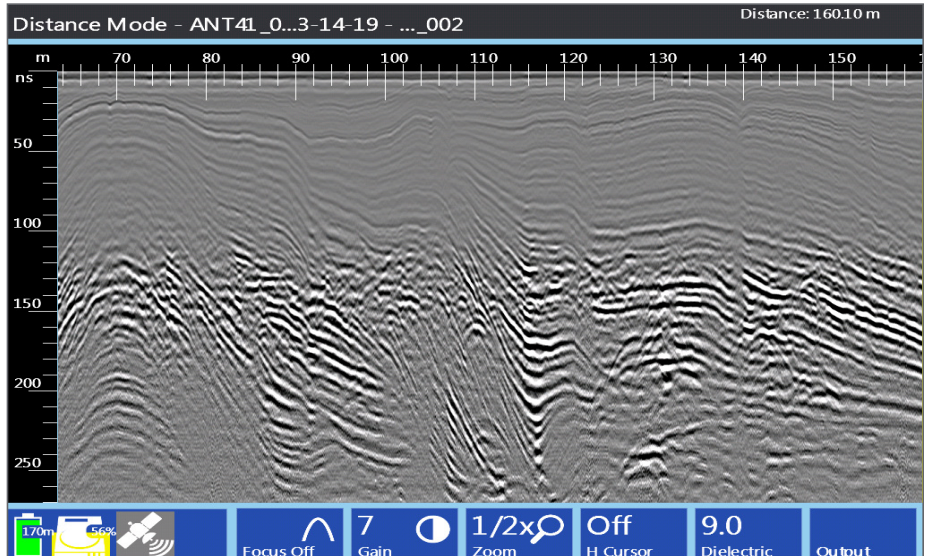 Distance Mode - ANT41_0...3-14-19 - ..._002
Distance: 160.10 m
m 70 80 90 100 110 120 130 140 150
ns
50
100
150
200
250
170m 56%
Focus Off
7
Gain
1/2x
Zoom
Off
H Cursor
9.0
Dielectric
Output